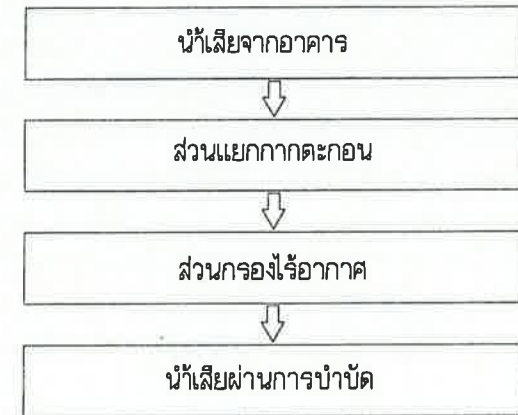 น้ำเสียจากอาคาร
ส่วนแยกกากตะกอน
ส่วนกรองไร้อากาศ
น้ำเสียผ่านการบำบัด